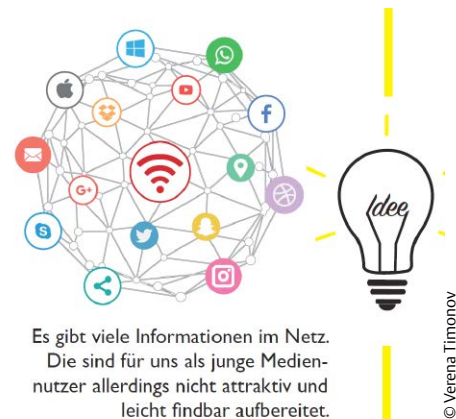 G+
Idee
Es gibt viele Informationen im Netz.
Die sind für uns als junge Medien-
nutzer allerdings nicht attraktiv und
leicht findbar aufbereitet.
© Verena Timonov